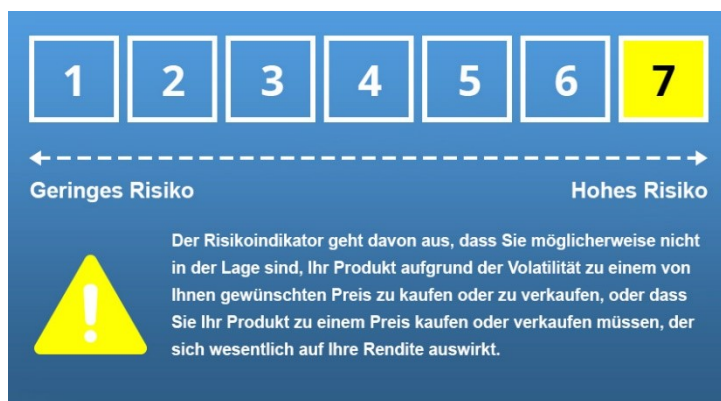 1 2 3 4 5 6 7
Geringes Risiko Hohes Risiko
Der Risikoindikator geht davon aus, dass Sie möglicherweise nicht
in der Lage sind, Ihr Produkt aufgrund der Volatilität zu einem von
Ihnen gewünschten Preis zu kaufen oder zu verkaufen, oder dass
Sie Ihr Produkt zu einem Preis kaufen oder verkaufen müssen, der
sich wesentlich auf Ihre Rendite auswirkt.